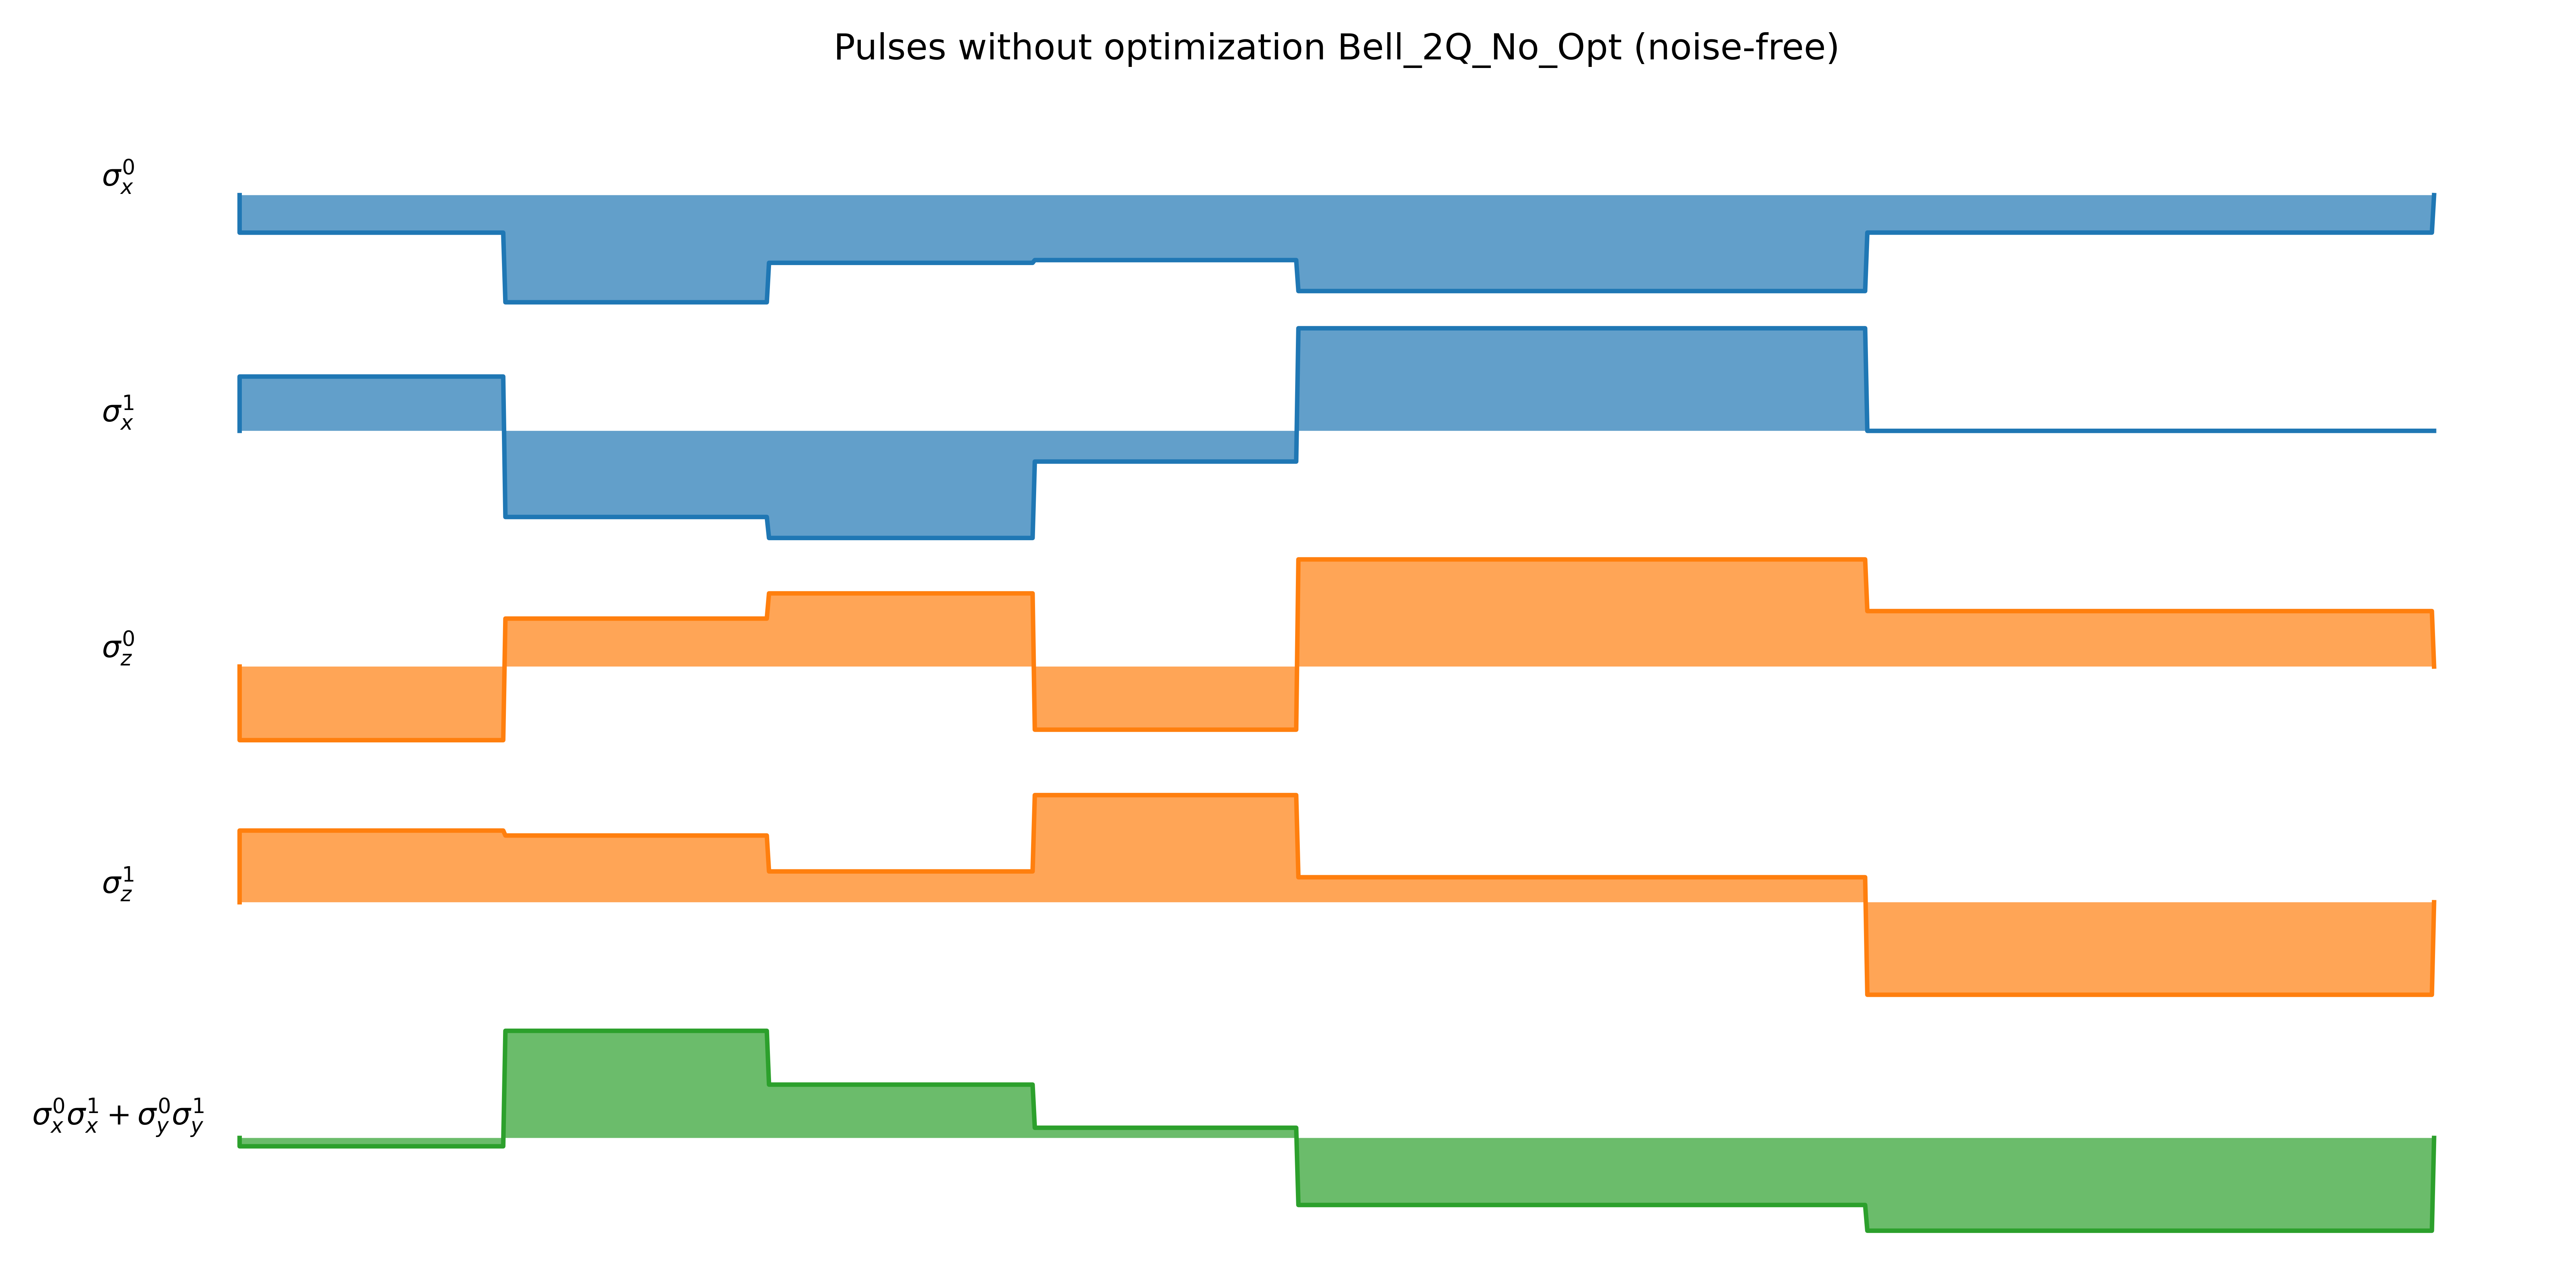 Pulses without optimization Bell_2Q_No_Opt (noise-free)
σ_x^0
σ_x^1
σ_z^0
σ_z^1
σ_x^0σ_x^1 + σ_y^0σ_y^1